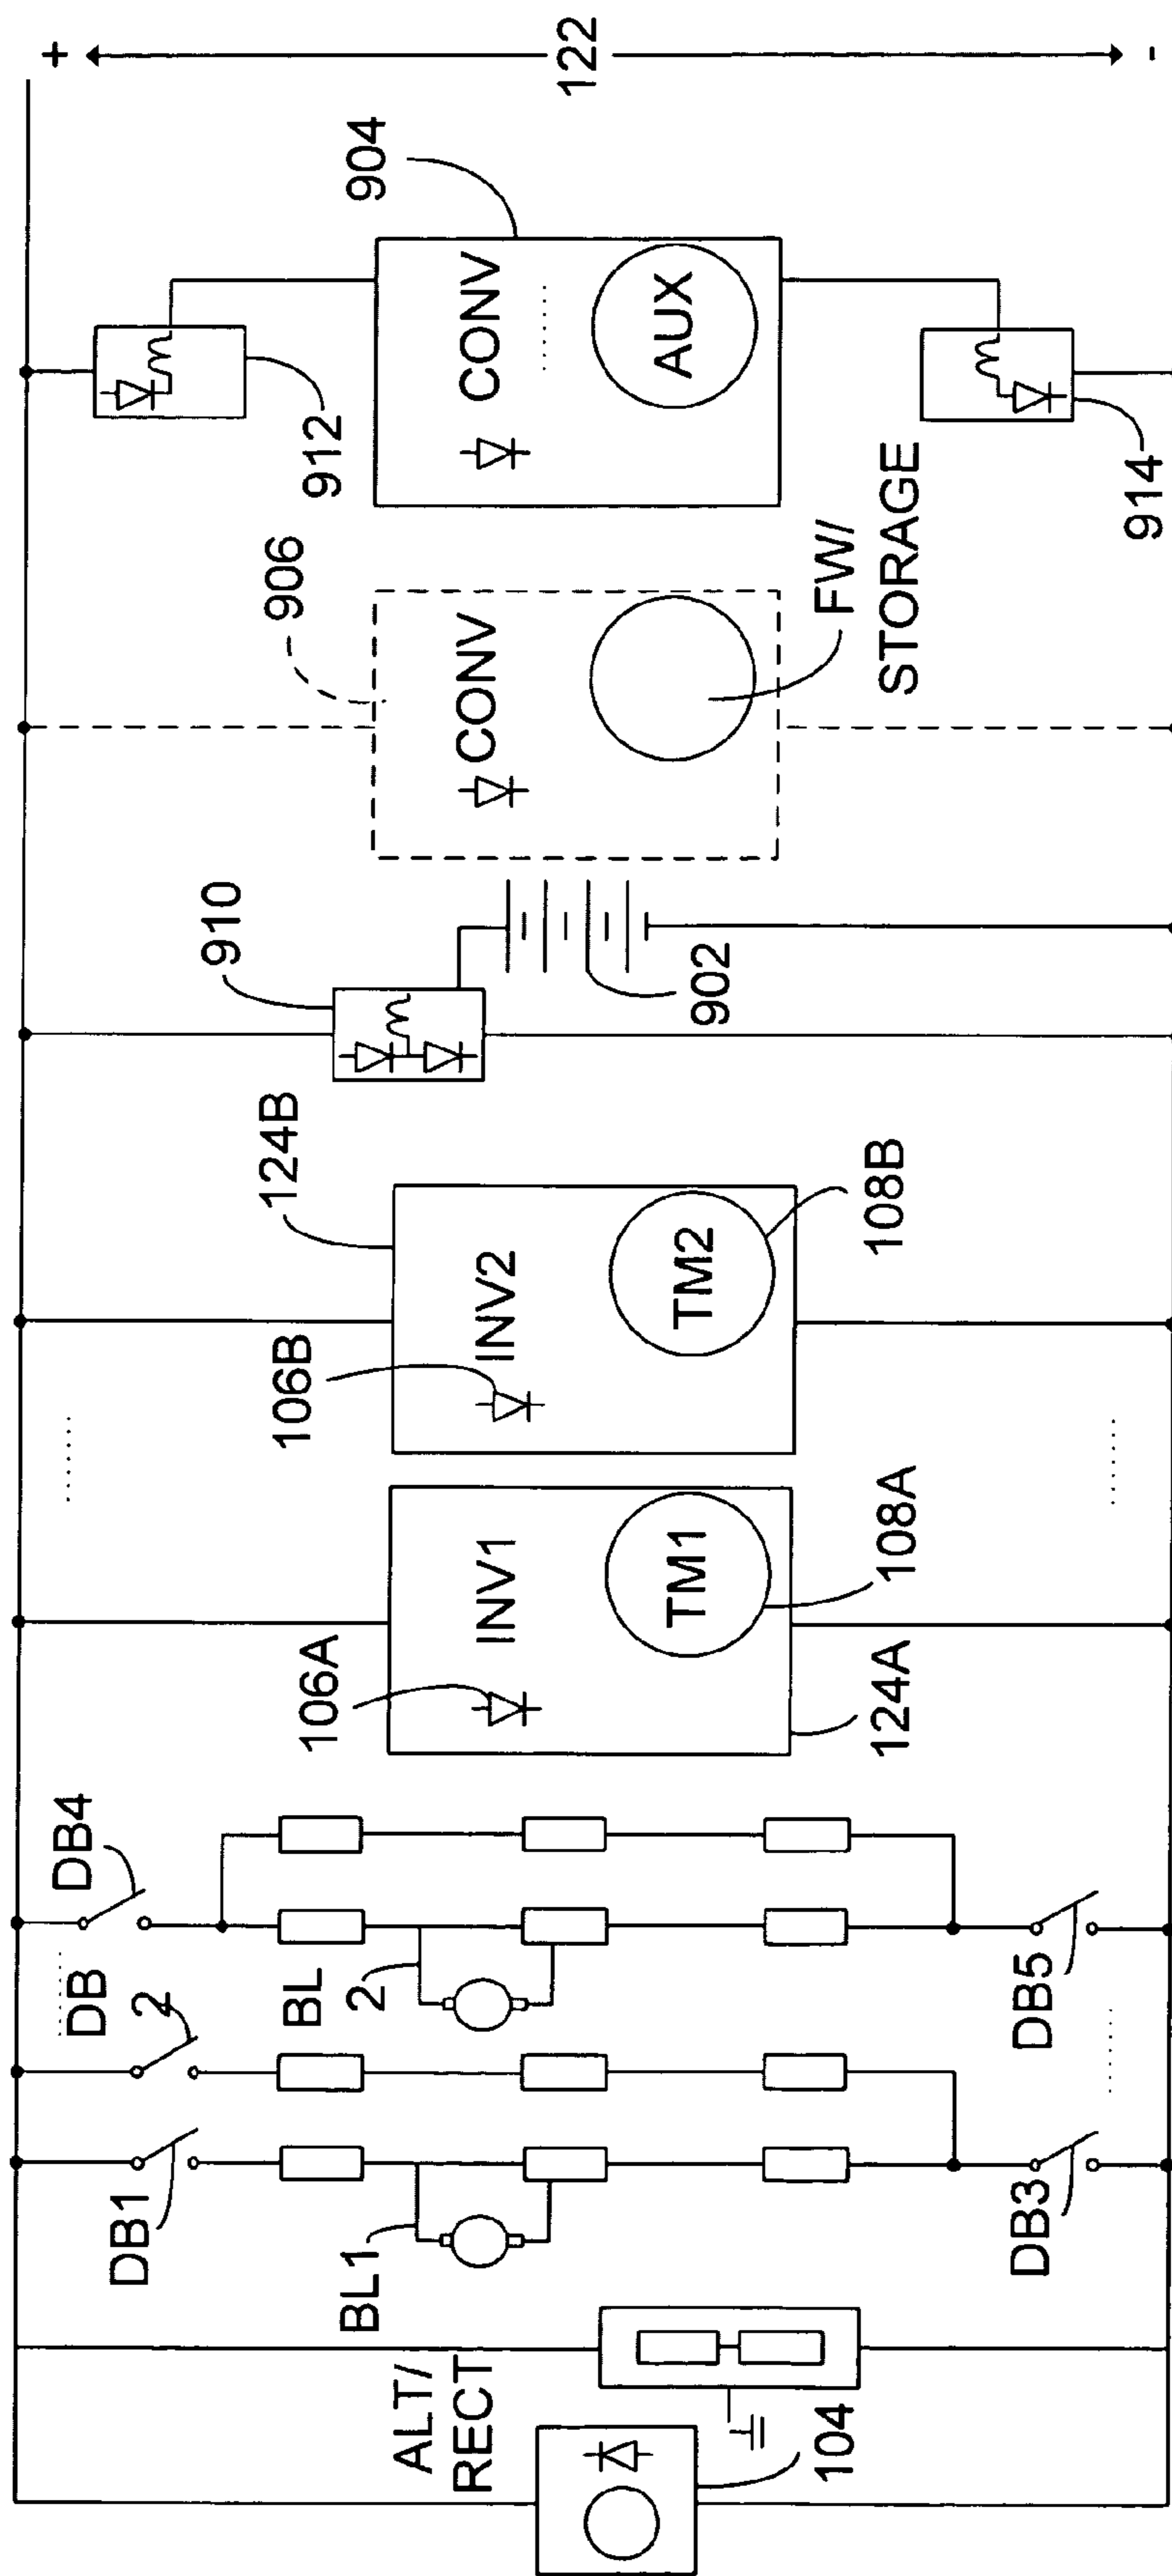 +
122
-
904
CONV
AUX
912
914
906
CONV
FW/
STORAGE
910
902
124B
INV2
106B
TM2
108B
INV1
106A
TM1
108A
124A
DB4
DB
2
BL
2
DB5
DB1
BL1
DB3
ALT/
RECT
104